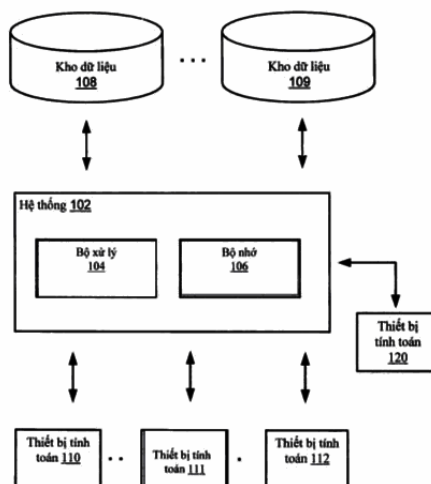 Kho dữ liệu
108
Kho dữ liệu
109
Hệ thống 102
Bộ xử lý
104
Bộ nhớ
106
Thiết bị
tính toán
120
Thiết bị tính
toán 110
Thiết bị tính
toán 111
Thiết bị tính
toán 112